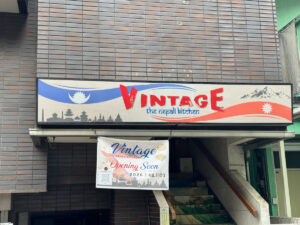 VINTAGE
the nepali kitchen
Vintage
Opening Soon